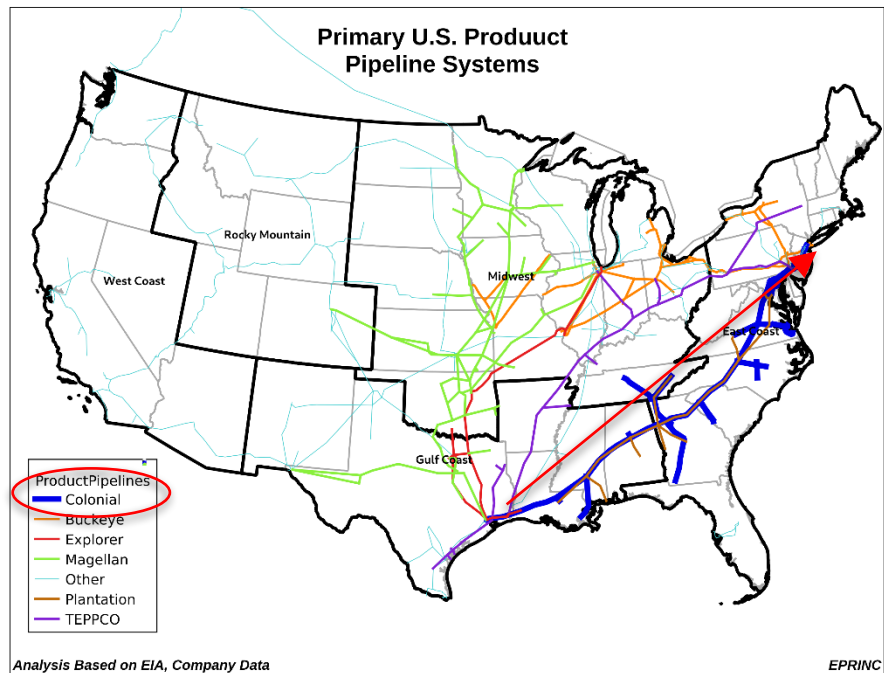 Primary U.S. Produuct
Pipeline Systems
Rocky Mountain
West Coast
Midwest
East Coast
Gulf Coast
ProductPipelines
Colonial
Buckeye
Explorer
Magellan
Other
Plantation
TEPPCO
Analysis Based on EIA, Company Data
EPRINC